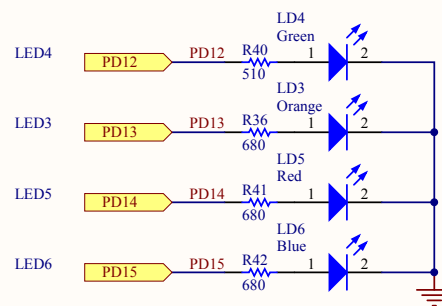 LD4
Green
LED4 PD12 PD12 R40 1 2
510
LD3
Orange
LED3 PD13 PD13 R36 1 2
680
LD5
Red
LED5 PD14 PD14 R41 1 2
680
LD6
Blue
LED6 PD15 PD15 R42 1 2
680